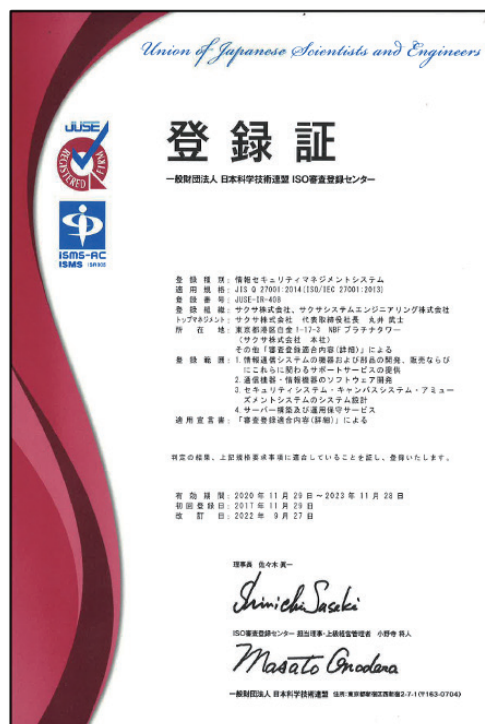 Union of Japanese Scientists and Engineers
JUSE
REGISTERED FIRM
登録証
一般財団法人 日本科学技術連盟 ISO審査登録センター
ISMS-AC
ISMS ISR005
登録種別: 情報セキュリティマネジメントシステム
適用規格: JIS Q 27001:2014(ISO/IEC 27001:2013)
登録番号: JUSE-IR-408
登録組織: サクサ株式会社、サクサシステムエンジニアリング株式会社
トップマネジメント: サクサ株式会社 代表取締役社長 丸井 武士
所在地: 東京都港区白金 1-17-3 NBF プラチナタワー
(サクサ株式会社 本社)
その他「審査登録適合内容(詳細)」による
登録範囲: 1.情報通信システムの機器および部品の開発、販売ならび
にこれらに関わるサポートサービスの提供
2.通信機器・情報機器のソフトウェア開発
3.セキュリティシステム・キャンパスシステム・アミュー
ズメントシステムのシステム設計
4.サーバー構築及び運用保守サービス
適用宣言書: 「審査登録適合内容(詳細)」による
判定の結果、上記規格要求事項に適合していることを証し、登録いたします。
有効期間: 2020年11月29日～2023年11月28日
初回登録日: 2017年11月29日
改訂日: 2022年 9月27日
理事長 佐々木 眞一
Shinichi Sasaki
ISO審査登録センター 担当理事・上級経営管理者 小野寺 将人
Masato Onodera
一般財団法人 日本科学技術連盟 住所:東京都新宿区西新宿2-7-1(〒163-0704)